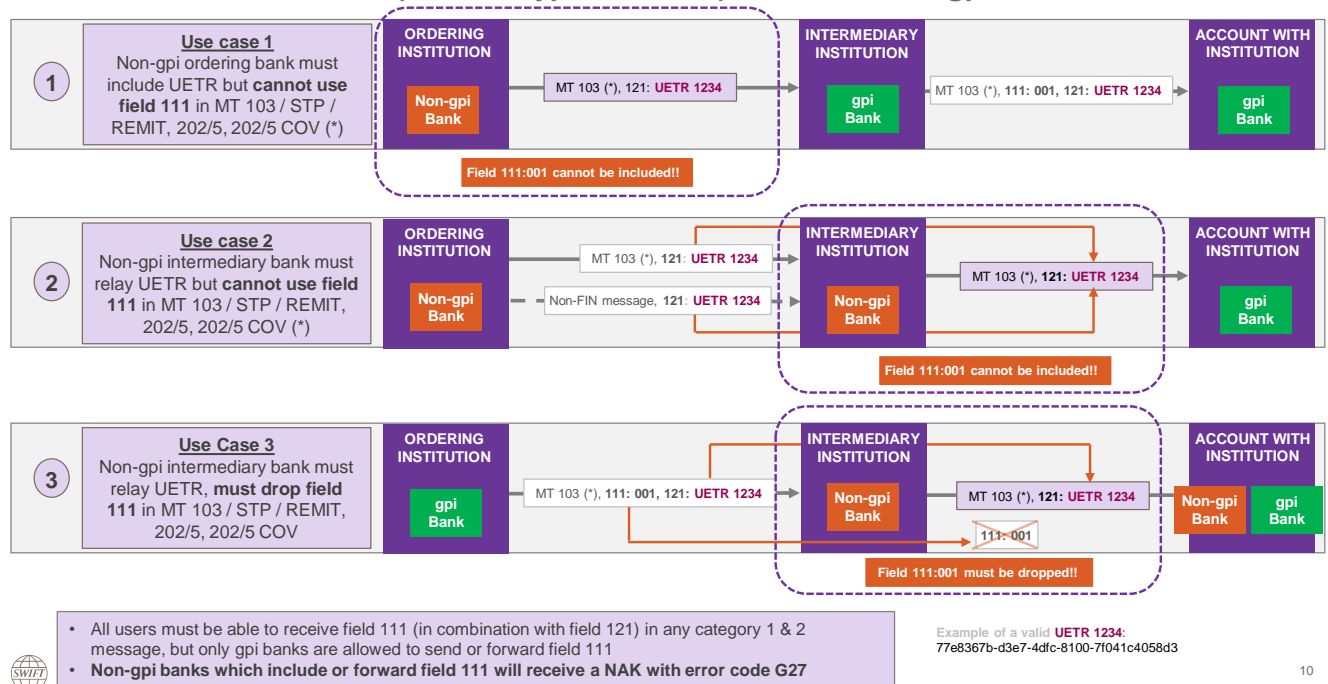 1
Use case 1
Non-gpi ordering bank must
include UETR but cannot use
field 111 in MT 103 / STP /
REMIT, 202/5, 202/5 COV (*)
ORDERING
INSTITUTION
Non-gpi
Bank
MT 103 (*), 121: UETR 1234
INTERMEDIARY
INSTITUTION
gpi
Bank
MT 103 (*), 111: 001, 121: UETR 1234
ACCOUNT WITH
INSTITUTION
gpi
Bank
Field 111:001 cannot be included!!
2
Use case 2
Non-gpi intermediary bank must
relay UETR but cannot use field
111 in MT 103 / STP / REMIT,
202/5, 202/5 COV (*)
ORDERING
INSTITUTION
Non-gpi
Bank
MT 103 (*), 121: UETR 1234
Non-FIN message, 121: UETR 1234
INTERMEDIARY
INSTITUTION
Non-gpi
Bank
MT 103 (*), 121: UETR 1234
ACCOUNT WITH
INSTITUTION
gpi
Bank
Field 111:001 cannot be included!!
3
Use Case 3
Non-gpi intermediary bank must
relay UETR, must drop field
111 in MT 103 / STP / REMIT,
202/5, 202/5 COV
ORDERING
INSTITUTION
gpi
Bank
MT 103 (*), 111: 001, 121: UETR 1234
INTERMEDIARY
INSTITUTION
Non-gpi
Bank
MT 103 (*), 121: UETR 1234
111: 001
ACCOUNT WITH
INSTITUTION
Non-gpi
Bank
gpi
Bank
Field 111:001 must be dropped!!
• All users must be able to receive field 111 (in combination with field 121) in any category 1 & 2
message, but only gpi banks are allowed to send or forward field 111
• Non-gpi banks which include or forward field 111 will receive a NAK with error code G27
Example of a valid UETR 1234:
77e8367b-d3e7-4dfc-8100-7f041c4058d3
SWIFT
10